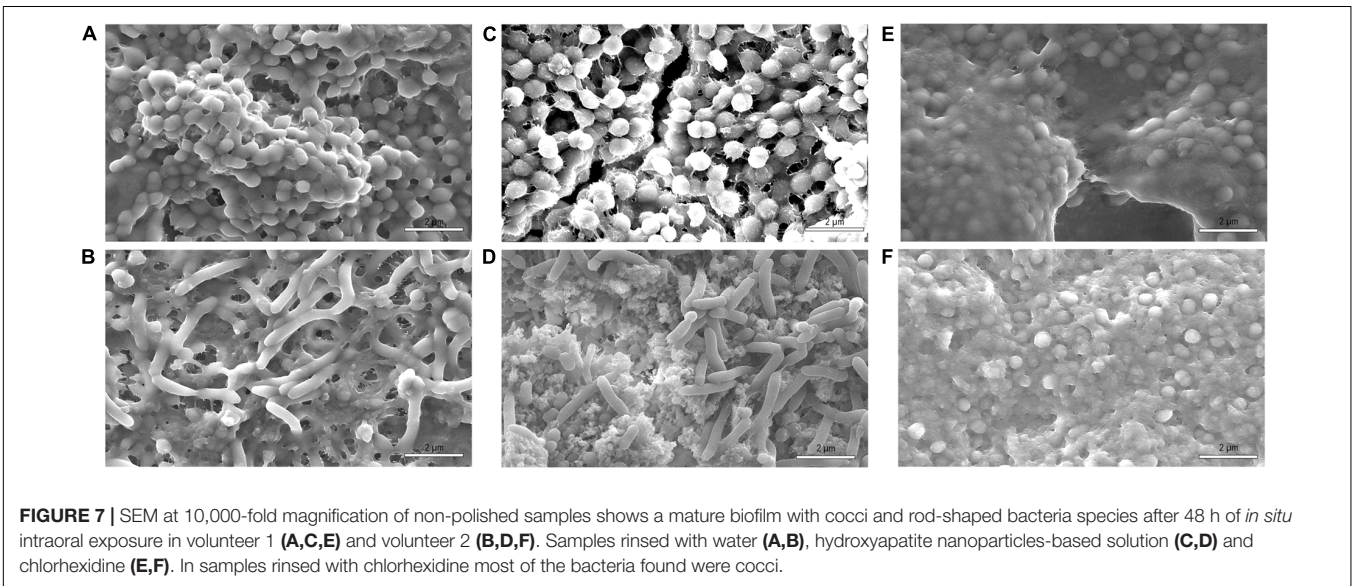 A
C
E
2 µm
2 µm
2 µm
B
D
F
2 µm
2 µm
2 µm
FIGURE 7 | SEM at 10,000-fold magnification of non-polished samples shows a mature biofilm with cocci and rod-shaped bacteria species after 48 h of in situ
intraoral exposure in volunteer 1 (A,C,E) and volunteer 2 (B,D,F). Samples rinsed with water (A,B), hydroxyapatite nanoparticles-based solution (C,D) and
chlorhexidine (E,F). In samples rinsed with chlorhexidine most of the bacteria found were cocci.